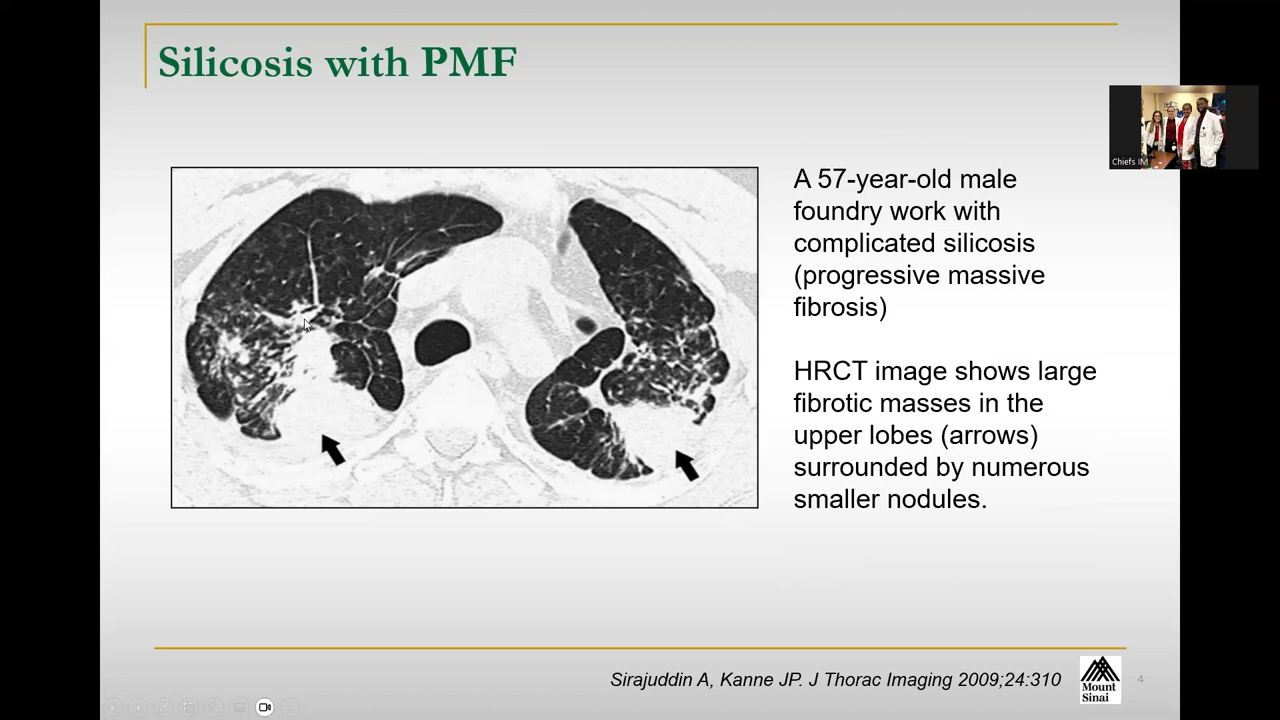 Silicosis with PMF
Chiefs IM
A 57-year-old male
foundry work with
complicated silicosis
(progressive massive
fibrosis)
HRCT image shows large
fibrotic masses in the
upper lobes (arrows)
surrounded by numerous
smaller nodules.
Sirajuddin A, Kanne JP. J Thorac Imaging 2009;24:310
Mount
Sinai
4